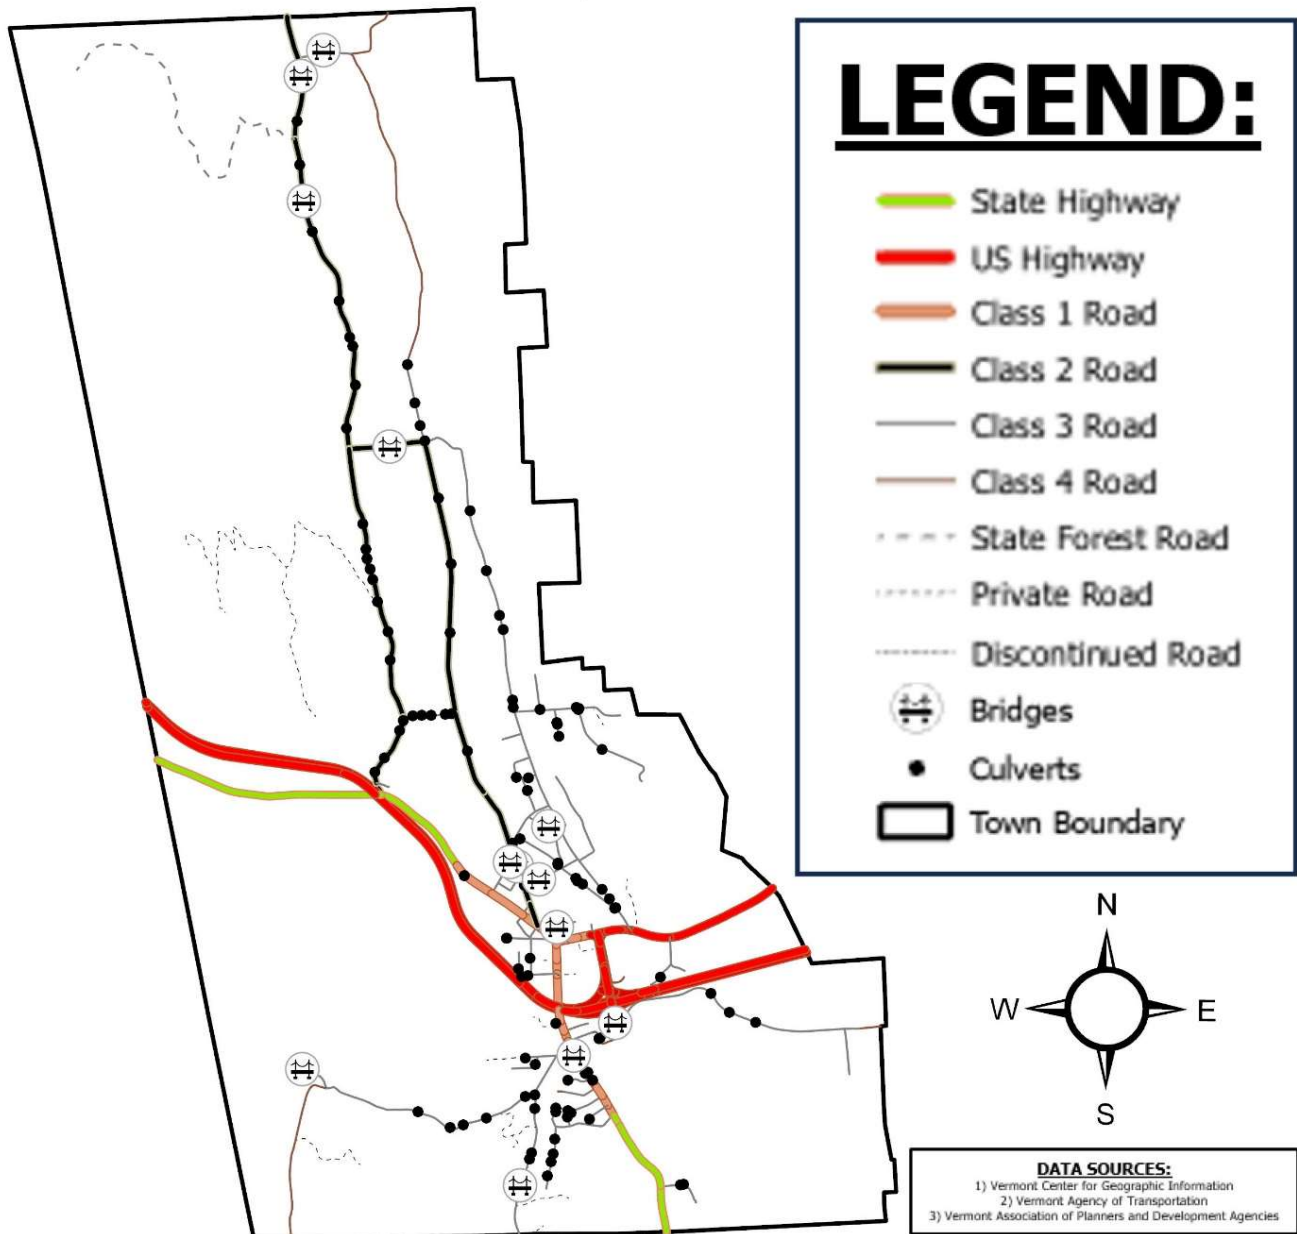 LEGEND:
State Highway
US Highway
Class 1 Road
Class 2 Road
Class 3 Road
Class 4 Road
State Forest Road
Private Road
Discontinued Road
Bridges
Culverts
Town Boundary
N
W E
S
DATA SOURCES:
1) Vermont Center for Geographic Information
2) Vermont Agency of Transportation
3) Vermont Association of Planners and Development Agencies